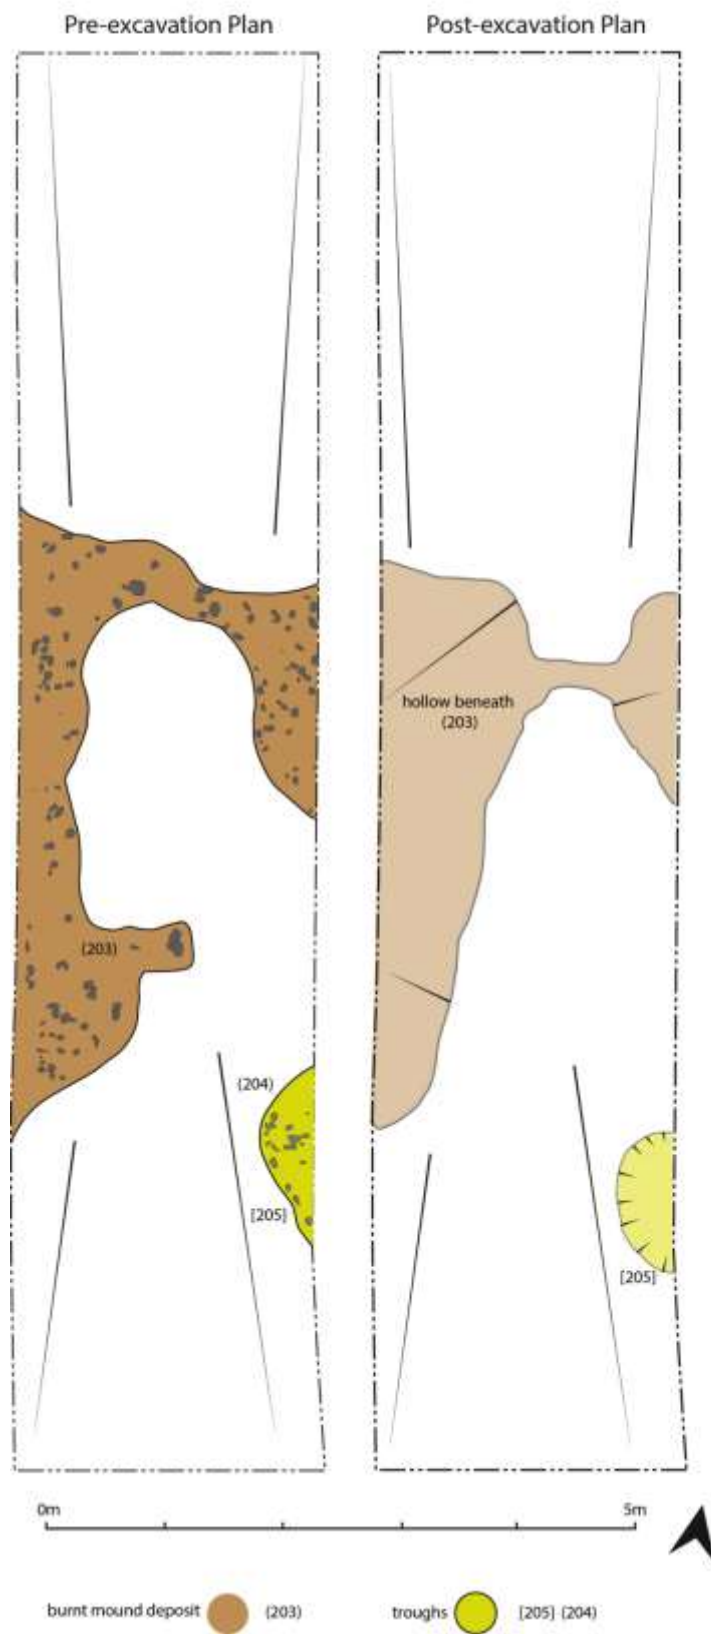 Pre-excavation Plan
Post-excavation Plan
hollow beneath
(203)
(203)
(204)
[205]
[205]
0m
5m
burnt mound deposit (203)
troughs [205] (204)